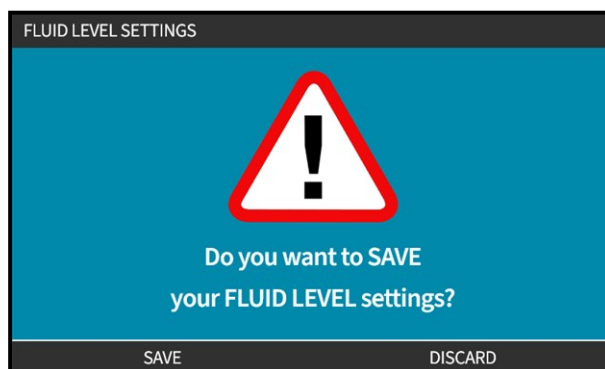 FLUID LEVEL SETTINGS
!
Do you want to SAVE
your FLUID LEVEL settings?
SAVE DISCARD